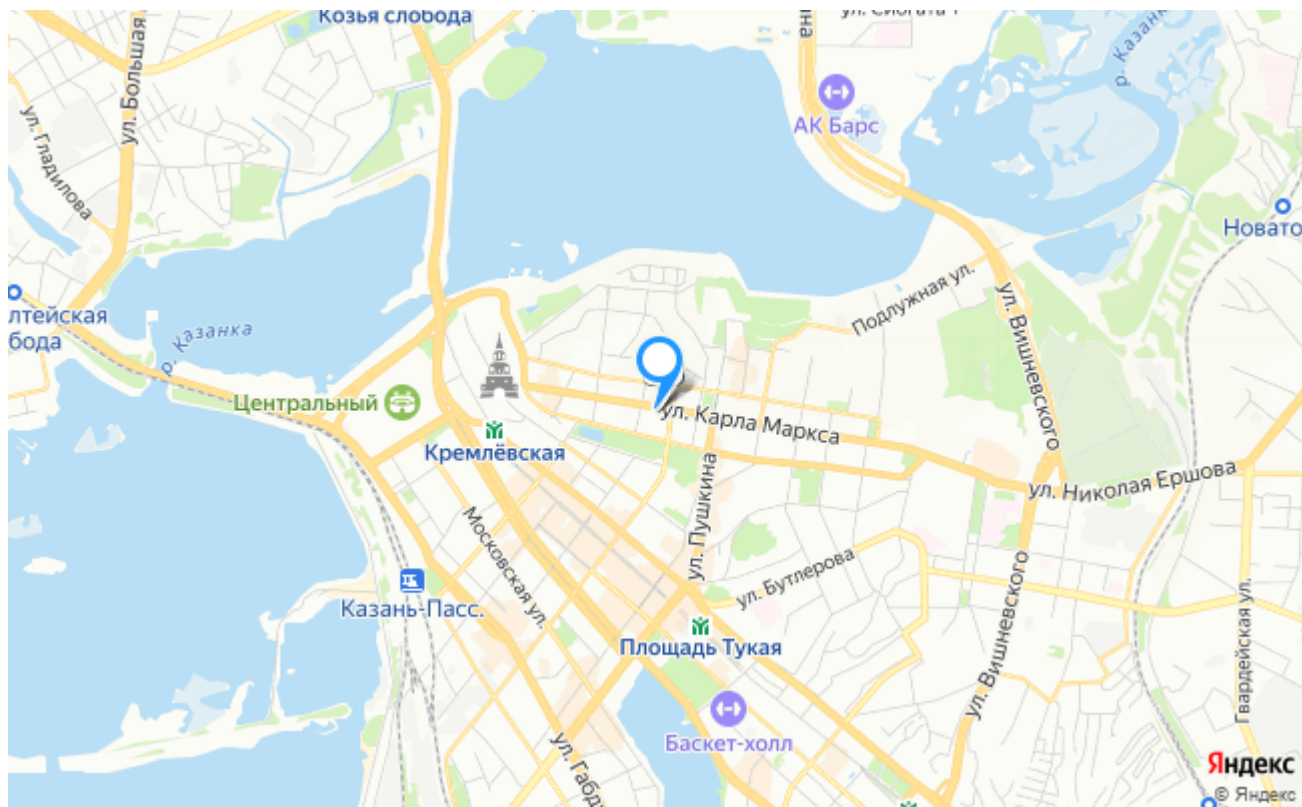 Козья слобода
ул. Большая
ул. Гладилова
АК Барс
р. Казанка
Новато
лтейская
бода
р. Казанка
Подлужная ул.
ул. Вишневского
Центральный
Кремлёвская
ул. Карла Маркса
ул. Николая Ершова
Московская ул.
ул. Пушкина
ул. Бутлерова
Казань-Пасс.
Площадь Тукая
ул. Вишневского
Гвардейская ул.
Баскет-холл
ул. Габди
Яндекс
© Яндекс